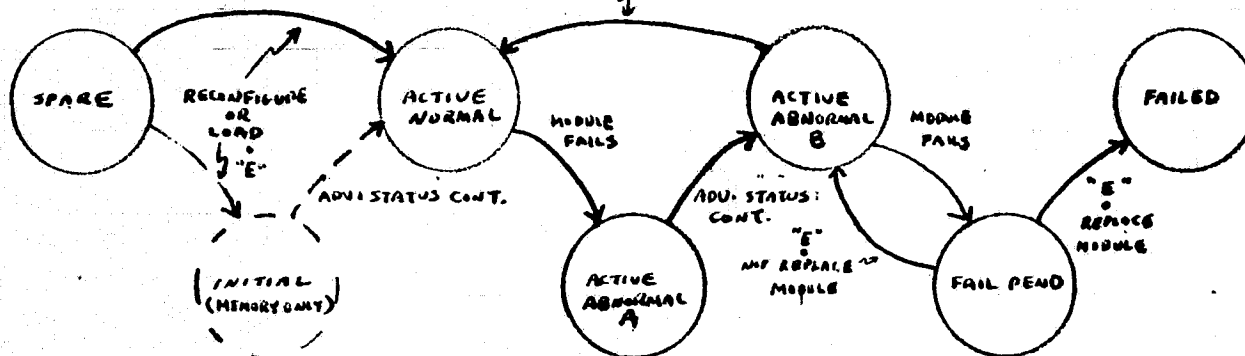 SPARE
RECONFIGURE
OR
LOAD
"E"
ACTIVE
NORMAL
MODULE
FAILS
ACTIVE
ABNORMAL
B
MODULE
FAILS
FAILED
ADV. STATUS CONT.
ADV. STATUS:
CONT.
"E"
NOT REPLACE
MODULE
"E"
REPLACE
MODULE
INITIAL
(MEMORY ONLY)
ACTIVE
ABNORMAL
A
FAIL PEND